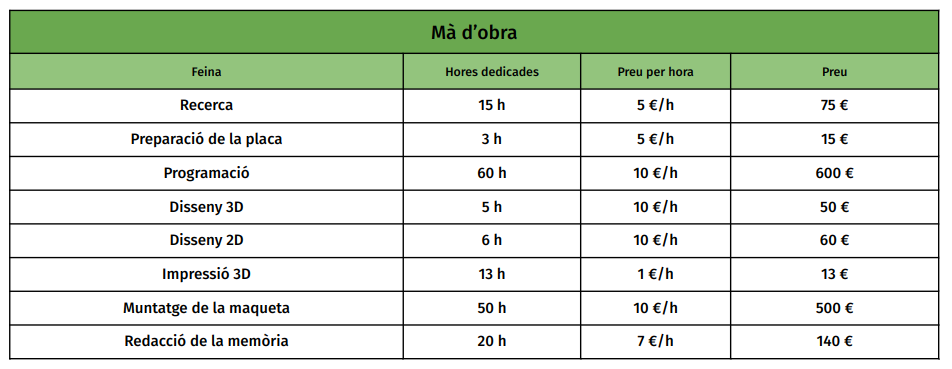 Mà d'obra
Feina Hores dedicades Preu per hora Preu
Recerca 15 h 5 €/h 75 €
Preparació de la placa 3 h 5 €/h 15 €
Programació 60 h 10 €/h 600 €
Disseny 3D 5 h 10 €/h 50 €
Disseny 2D 6 h 10 €/h 60 €
Impressió 3D 13 h 1 €/h 13 €
Muntatge de la maqueta 50 h 10 €/h 500 €
Redacció de la memòria 20 h 7 €/h 140 €